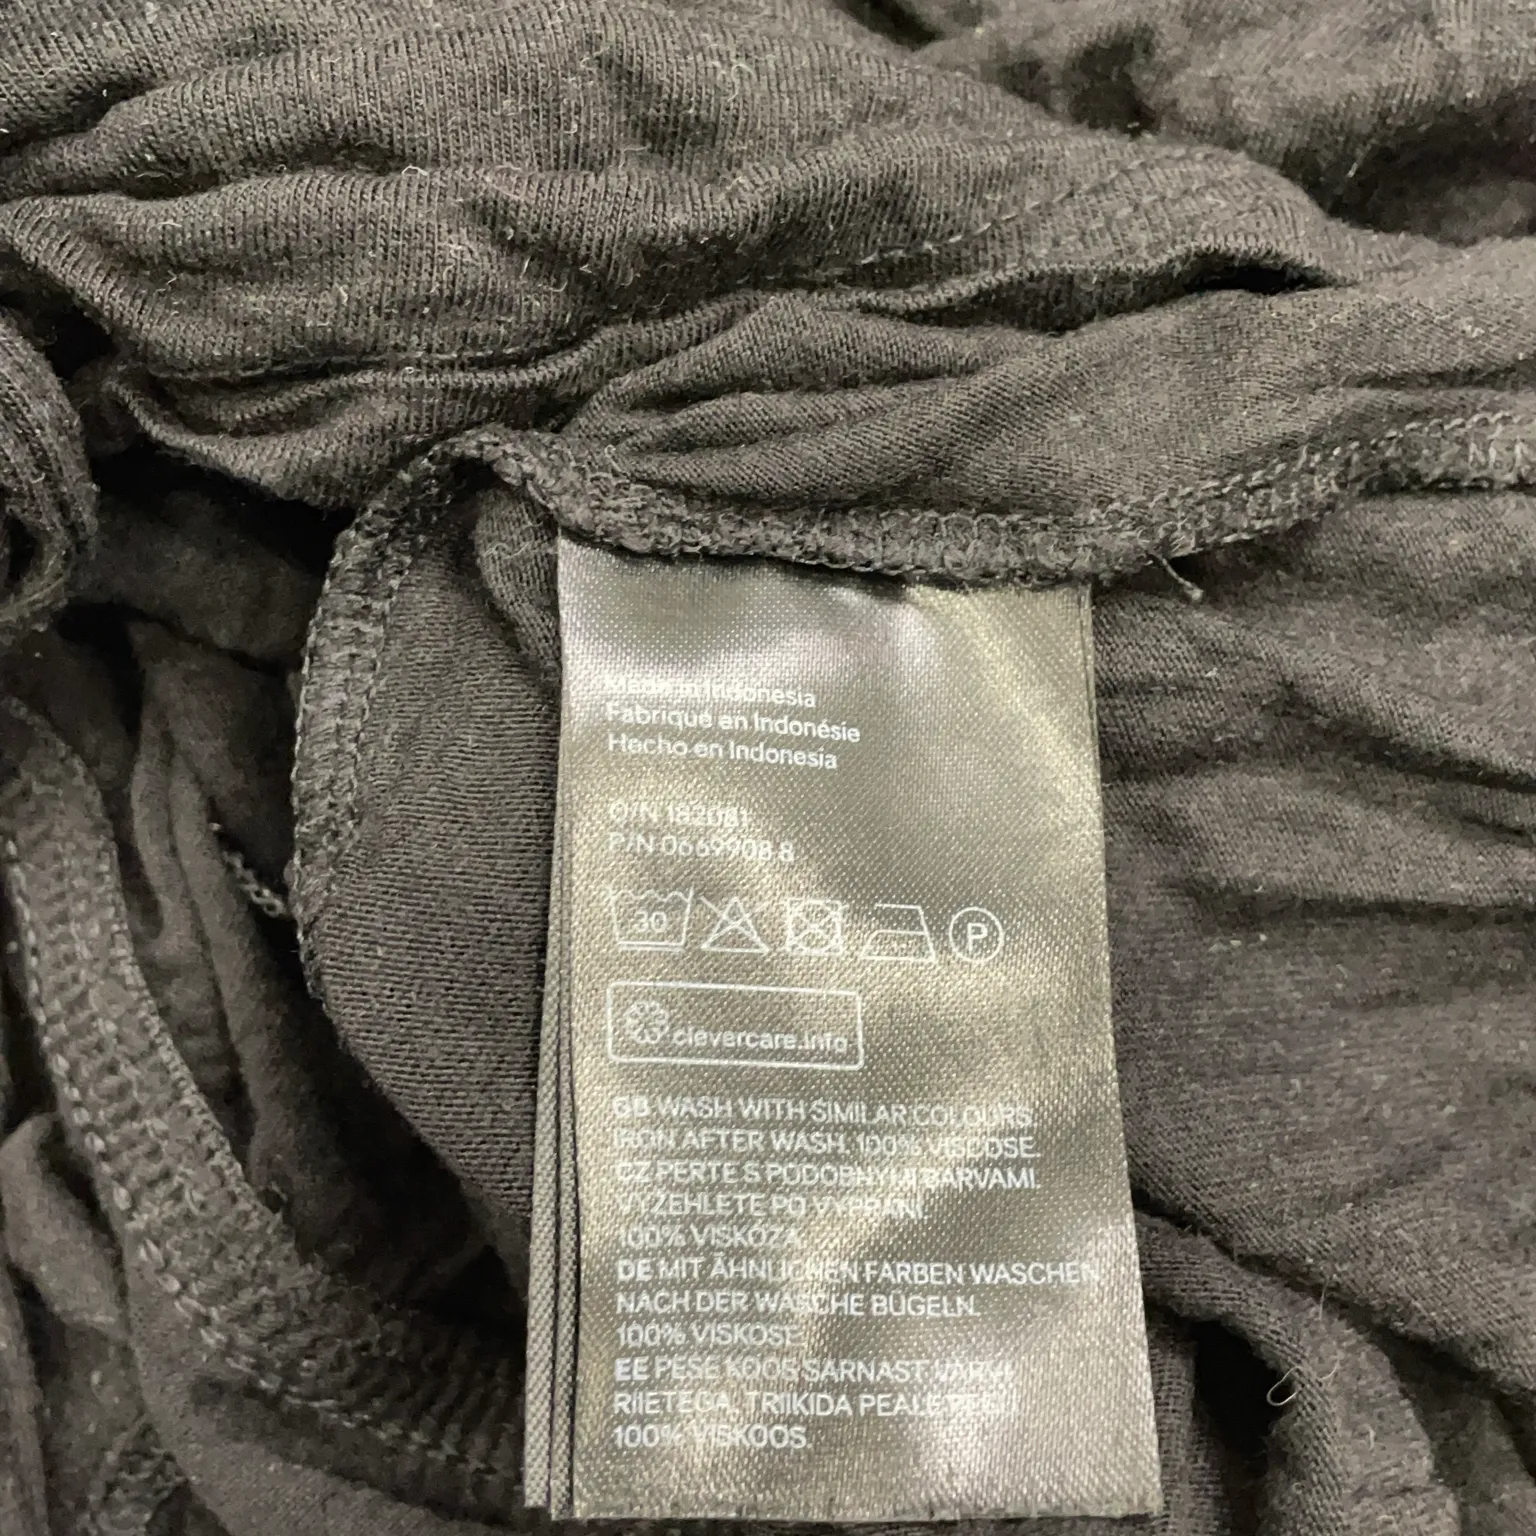 Made in Indonesia
Fabriqué en Indonésie
Hecho en Indonesia
O/N 182081
P/N 0669908 8
30
P
clevercare.info
GB WASH WITH SIMILAR COLOURS.
IRON AFTER WASH. 100% VISCOSE.
CZ PERTE S PODOBNÝMI BARVAMI.
VYŽEHLETE PO VYPRÁNÍ.
100% VISKÓZA.
DE MIT ÄHNLICHEN FARBEN WASCHEN.
NACH DER WÄSCHE BÜGELN.
100% VISKOSE.
EE PESE KOOS SARNAST VÄRVI
RIIETEGA. TRIIKIDA PEALE PESU
100% VISKOOS.